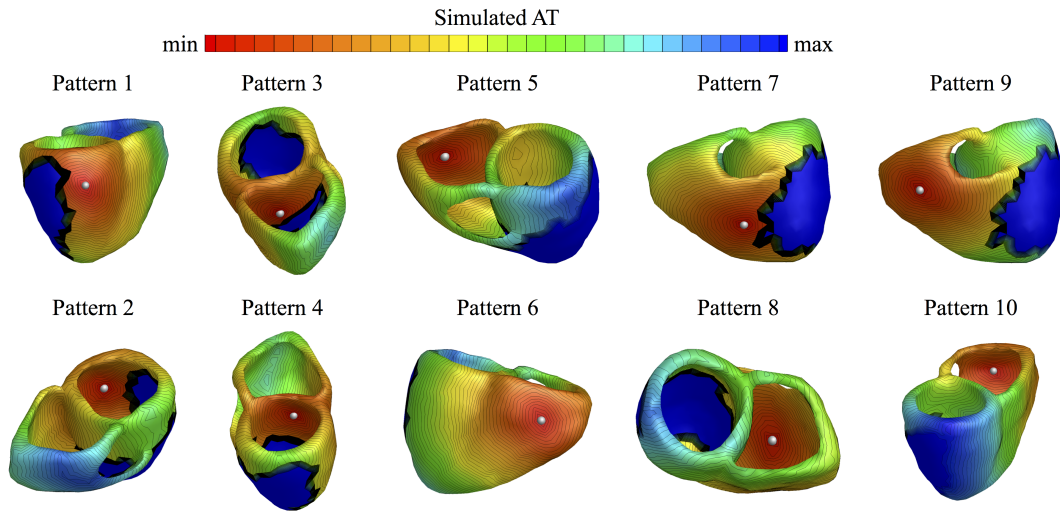 Simulated AT
min max
Pattern 1 Pattern 3 Pattern 5 Pattern 7 Pattern 9
Pattern 2 Pattern 4 Pattern 6 Pattern 8 Pattern 10